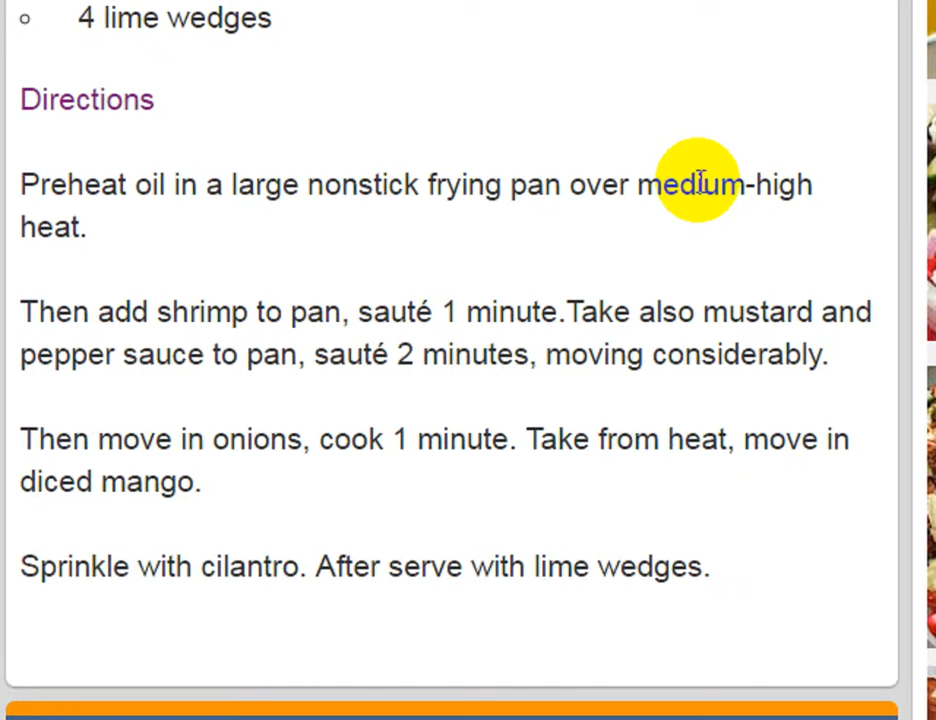 4 lime wedges
Directions
Preheat oil in a large nonstick frying pan over medium-high
heat.
Then add shrimp to pan, sauté 1 minute.Take also mustard and
pepper sauce to pan, sauté 2 minutes, moving considerably.
Then move in onions, cook 1 minute. Take from heat, move in
diced mango.
Sprinkle with cilantro. After serve with lime wedges.